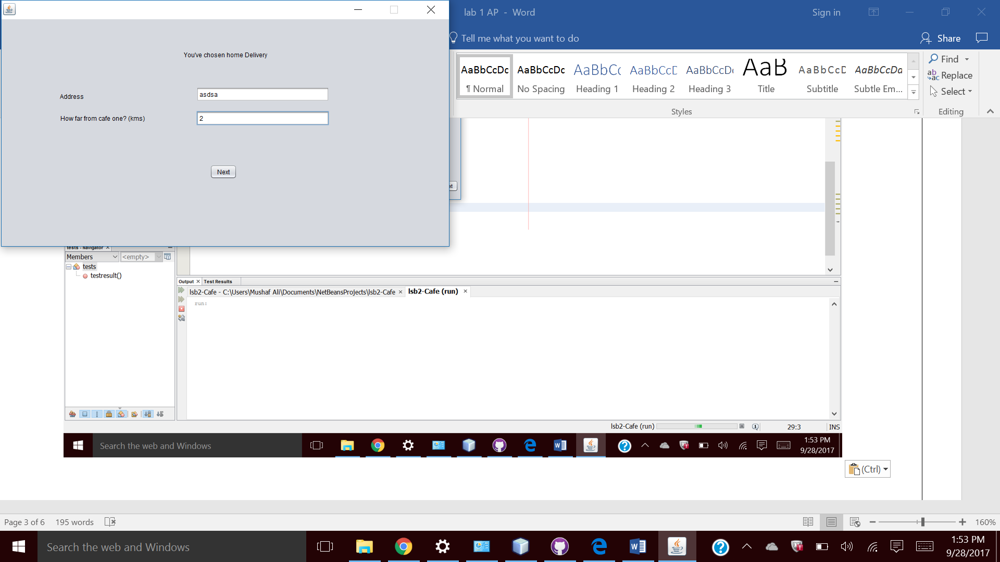 lab 1 AP - Word
Sign in
Tell me what you want to do
Share
You've chosen home Delivery
Address
asdsa
How far from cafe one? (kms)
2
Next
AaBbCcDc
AaBbCcDc
AaBbC
AaBbCcD
AaBbCcD
AaB
AaBbCcD
AaBbCcDd
¶ Normal
No Spacing
Heading 1
Heading 2
Heading 3
Title
Subtitle
Subtle Em...
Styles
Find
Replace
Select
Editing
xt
tests - Navigator
Members
<empty>
tests
testresult()
Output
Test Results
lsb2-Cafe - C:\Users\Mushaf Ali\Documents\NetBeansProjects\lsb2-Cafe
lsb2-Cafe (run)
run:
lsb2-Cafe (run)
29:3
INS
Search the web and Windows
1:53 PM
9/28/2017
(Ctrl)
Page 3 of 6
195 words
160%
Search the web and Windows
1:53 PM
9/28/2017